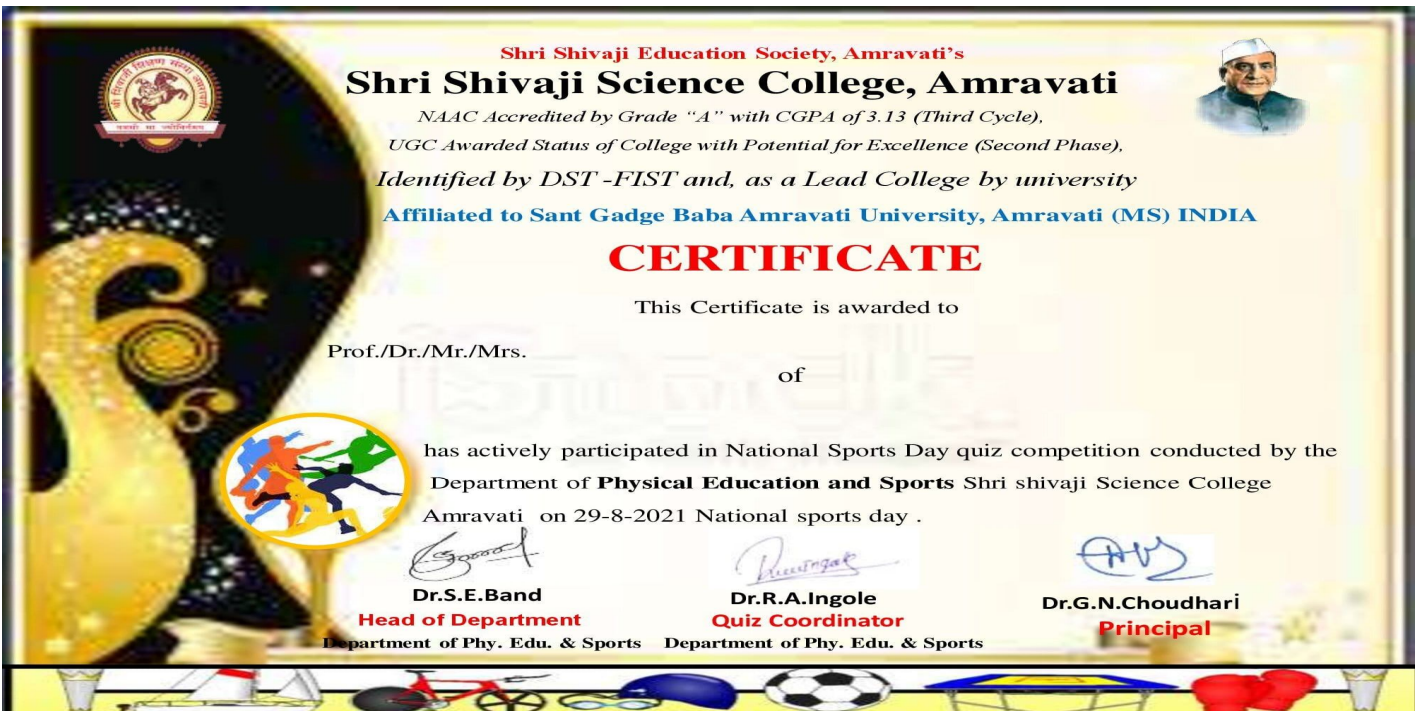 Shri Shivaji Education Society, Amravati's
Shri Shivaji Science College, Amravati
NAAC Accredited by Grade “A” with CGPA of 3.13 (Third Cycle),
UGC Awarded Status of College with Potential for Excellence (Second Phase),
Identified by DST -FIST and, as a Lead College by university
Affiliated to Sant Gadge Baba Amravati University, Amravati (MS) INDIA
CERTIFICATE
This Certificate is awarded to
Prof./Dr./Mr./Mrs.
of
has actively participated in National Sports Day quiz competition conducted by the
Department of Physical Education and Sports Shri shivaji Science College
Amravati on 29-8-2021 National sports day .
Dr.S.E.Band
Head of Department
Department of Phy. Edu. & Sports
Dr.R.A.Ingole
Quiz Coordinator
Department of Phy. Edu. & Sports
Dr.G.N.Choudhari
Principal